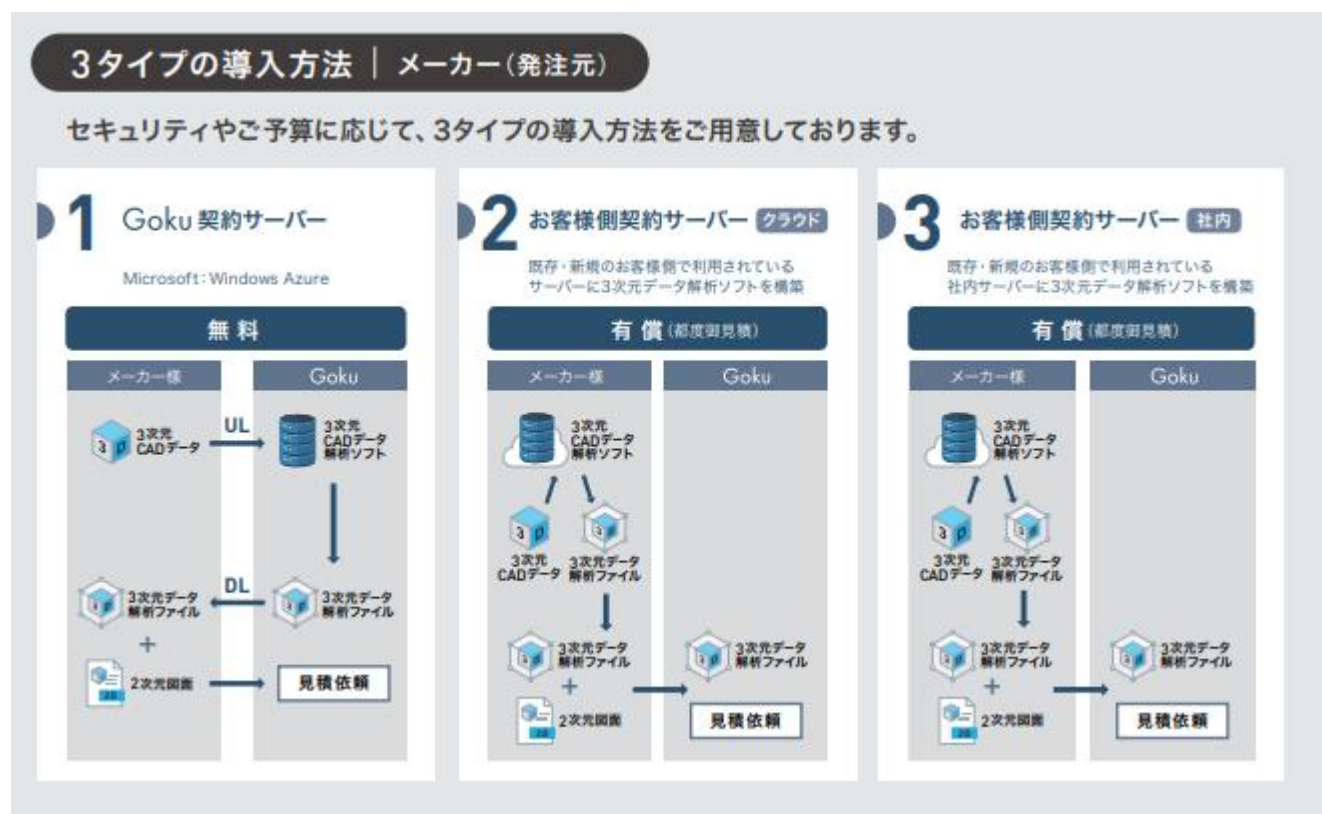 3タイプの導入方法｜メーカー(発注元)
セキュリティやご予算に応じて、3タイプの導入方法をご用意しております。
1 Goku 契約サーバー
Microsoft:Windows Azure
無料
メーカー様 Goku
3次元
CADデータ
UL
3次元
CADデータ
解析ソフト
3次元データ
解析ファイル
DL
3次元データ
解析ファイル
+
2D
2次元図面
見積依頼
2 お客様側契約サーバー クラウド
既存・新規のお客様側で利用されている
サーバーに3次元データ解析ソフトを構築
有償(都度御見積)
メーカー様 Goku
3次元
CADデータ
解析ソフト
3次元
CADデータ
3次元データ
解析ファイル
3次元データ
解析ファイル
+
2D
2次元図面
3次元データ
解析ファイル
見積依頼
3 お客様側契約サーバー 社内
既存・新規のお客様側で利用されている
社内サーバーに3次元データ解析ソフトを構築
有償(都度御見積)
メーカー様 Goku
3次元
CADデータ
解析ソフト
3次元
CADデータ
3次元データ
解析ファイル
3次元データ
解析ファイル
+
2D
2次元図面
3次元データ
解析ファイル
見積依頼